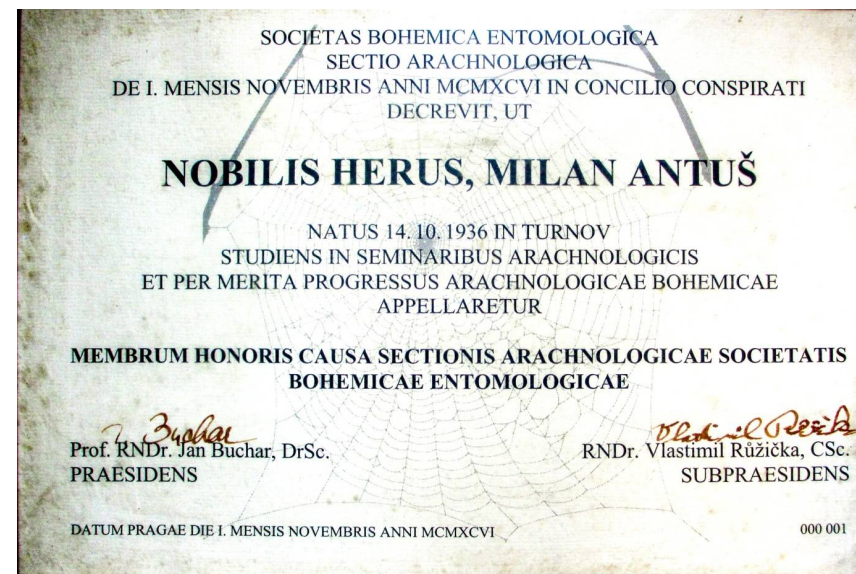 SOCIETAS BOHEMICA ENTOMOLOGICA
SECTIO ARACHNOLOGICA
DE I. MENSIS NOVEMBRIS ANNI MCMXCVI IN CONCILIO CONSPIRATI
DECREVIT, UT
NOBILIS HERUS, MILAN ANTUŠ
NATUS 14. 10. 1936 IN TURNOV
STUDIENS IN SEMINARIBUS ARACHNOLOGICIS
ET PER MERITA PROGRESSUS ARACHNOLOGICAE BOHEMICAE
APPELLARETUR
MEMBRUM HONORIS CAUSA SECTIONIS ARACHNOLOGICAE SOCIETATIS
BOHEMICAE ENTOMOLOGICAE
J. Buchar Vlastimil Růžička
Prof. RNDr. Jan Buchar, DrSc. RNDr. Vlastimil Růžička, CSc.
PRAESIDENS SUBPRAESIDENS
DATUM PRAGAE DIE I. MENSIS NOVEMBRIS ANNI MCMXCVI 000 001